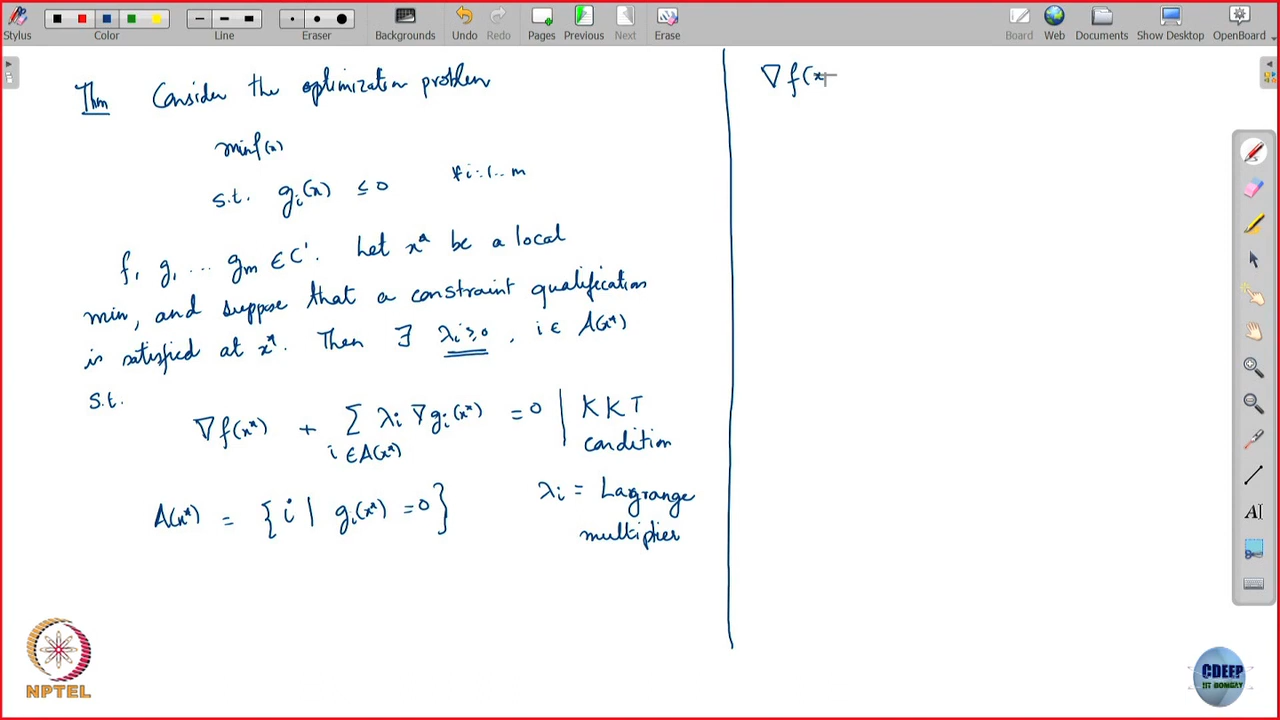 Stylus
Color
Line
Eraser
Backgrounds
Undo
Redo
Pages
Previous
Next
Erase
Board
Web
Documents
Show Desktop
OpenBoard
Thm Consider the optimization problem
min f(x)
s.t. gᵢ(x) ≤ 0 ∀ i = 1... m
f, g₁ ... gₘ ∈ C¹. Let x* be a local
min, and suppose that a constraint qualification
is satisfied at x*. Then ∃ λᵢ ≥ 0, i ∈ A(x*)
s.t.
∇f(x*) + Σ λᵢ ∇gᵢ(x*) = 0 | KKT
i ∈ A(x*) condition
A(x*) = { i | gᵢ(x*) = 0 } λᵢ = Lagrange
multiplier
∇f(x
NPTEL
CDEEP
IIT BOMBAY